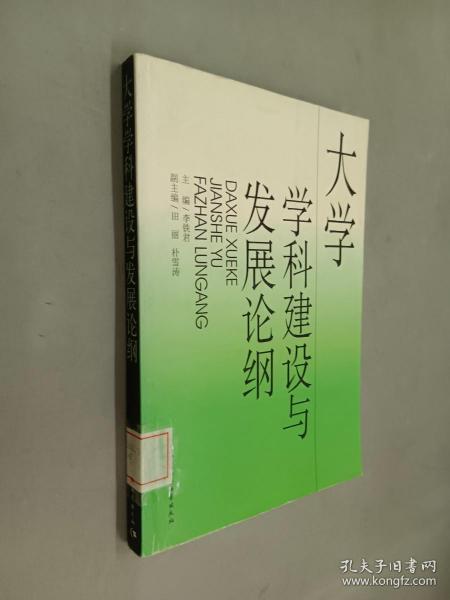 大学
学科建设与
发展论纲
DAXUE XUEKE
JIANSHE YU
FAZHAN LUNGANG
主 编/李铁君
副主编/田 丽 朴雪涛
大学学科建设与发展论纲
孔夫子旧书网
www.kongfz.com